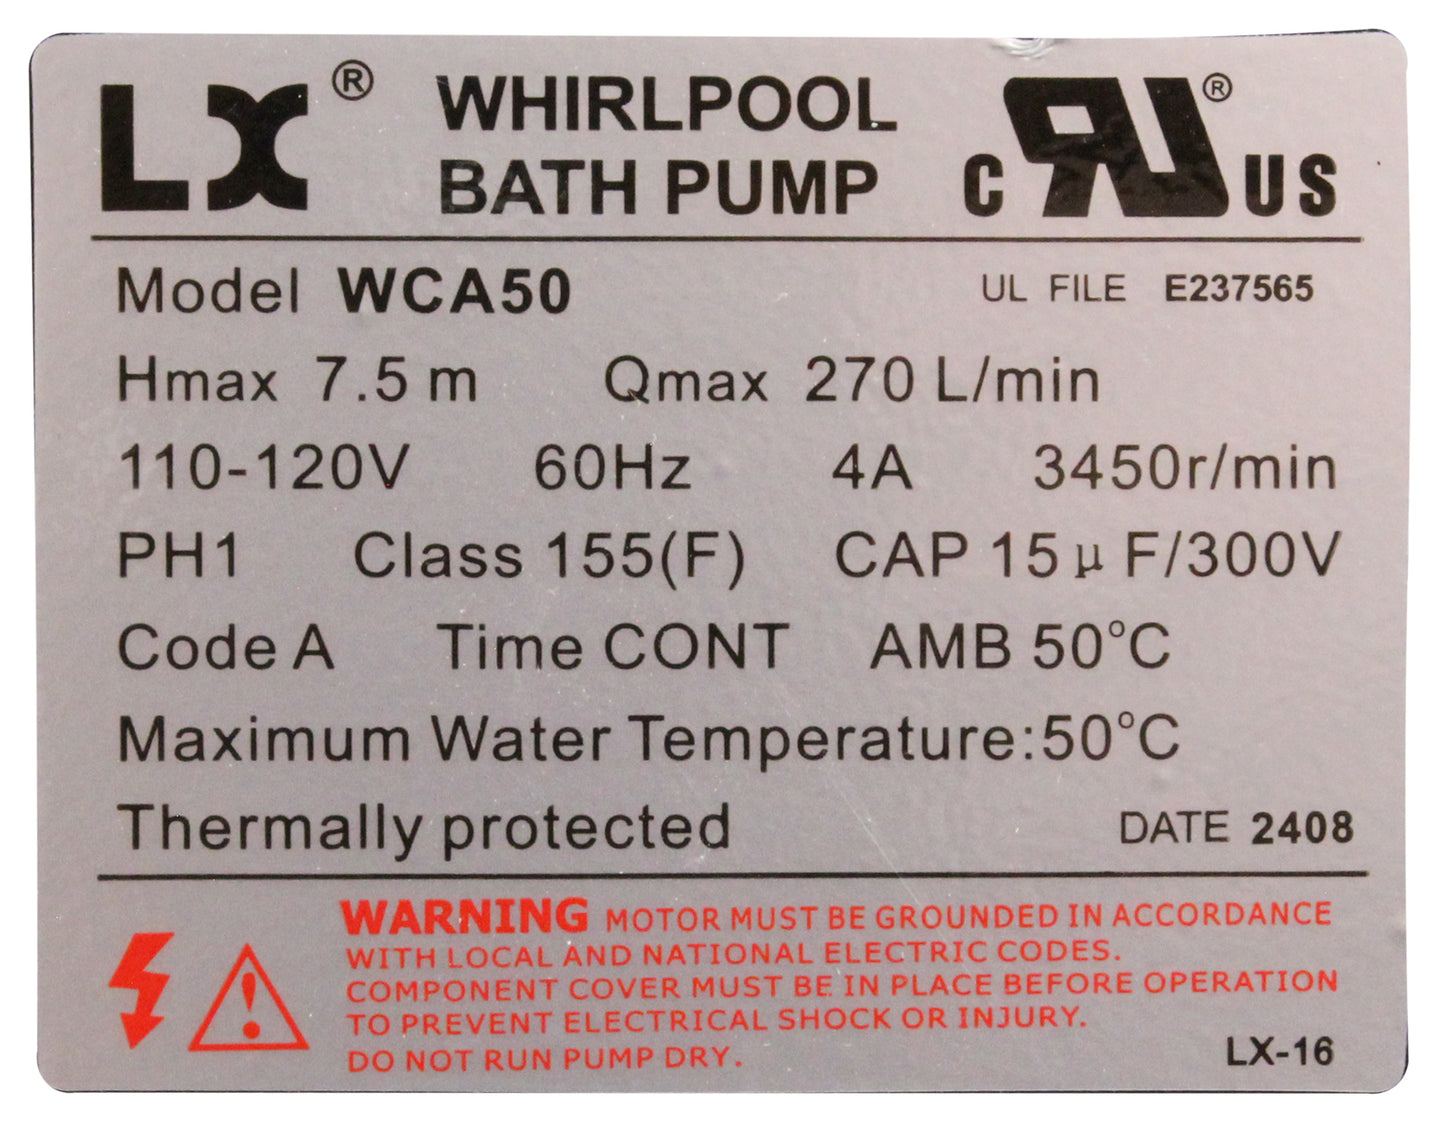 LX® WHIRLPOOL
BATH PUMP
c RU® US
Model WCA50 UL FILE E237565
Hmax 7.5 m Qmax 270 L/min
110-120V 60Hz 4A 3450r/min
PH1 Class 155(F) CAP 15 μF/300V
Code A Time CONT AMB 50°C
Maximum Water Temperature:50°C
Thermally protected DATE 2408
WARNING MOTOR MUST BE GROUNDED IN ACCORDANCE
WITH LOCAL AND NATIONAL ELECTRIC CODES.
COMPONENT COVER MUST BE IN PLACE BEFORE OPERATION
TO PREVENT ELECTRICAL SHOCK OR INJURY.
DO NOT RUN PUMP DRY.
LX-16